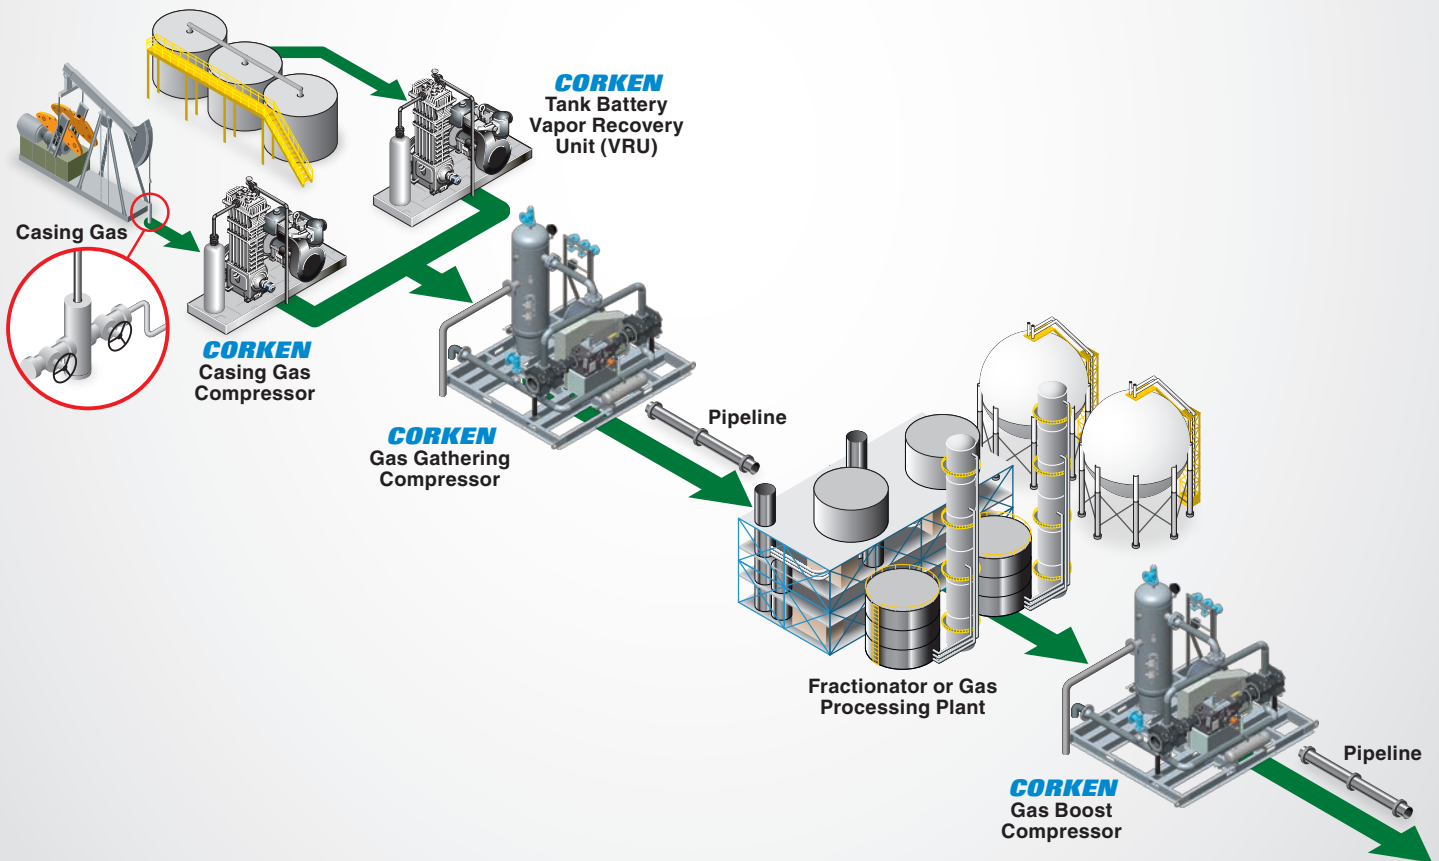 CORKEN
Tank Battery
Vapor Recovery
Unit (VRU)
Casing Gas
CORKEN
Casing Gas
Compressor
CORKEN
Gas Gathering
Compressor
Pipeline
Fractionator or Gas
Processing Plant
CORKEN
Gas Boost
Compressor
Pipeline